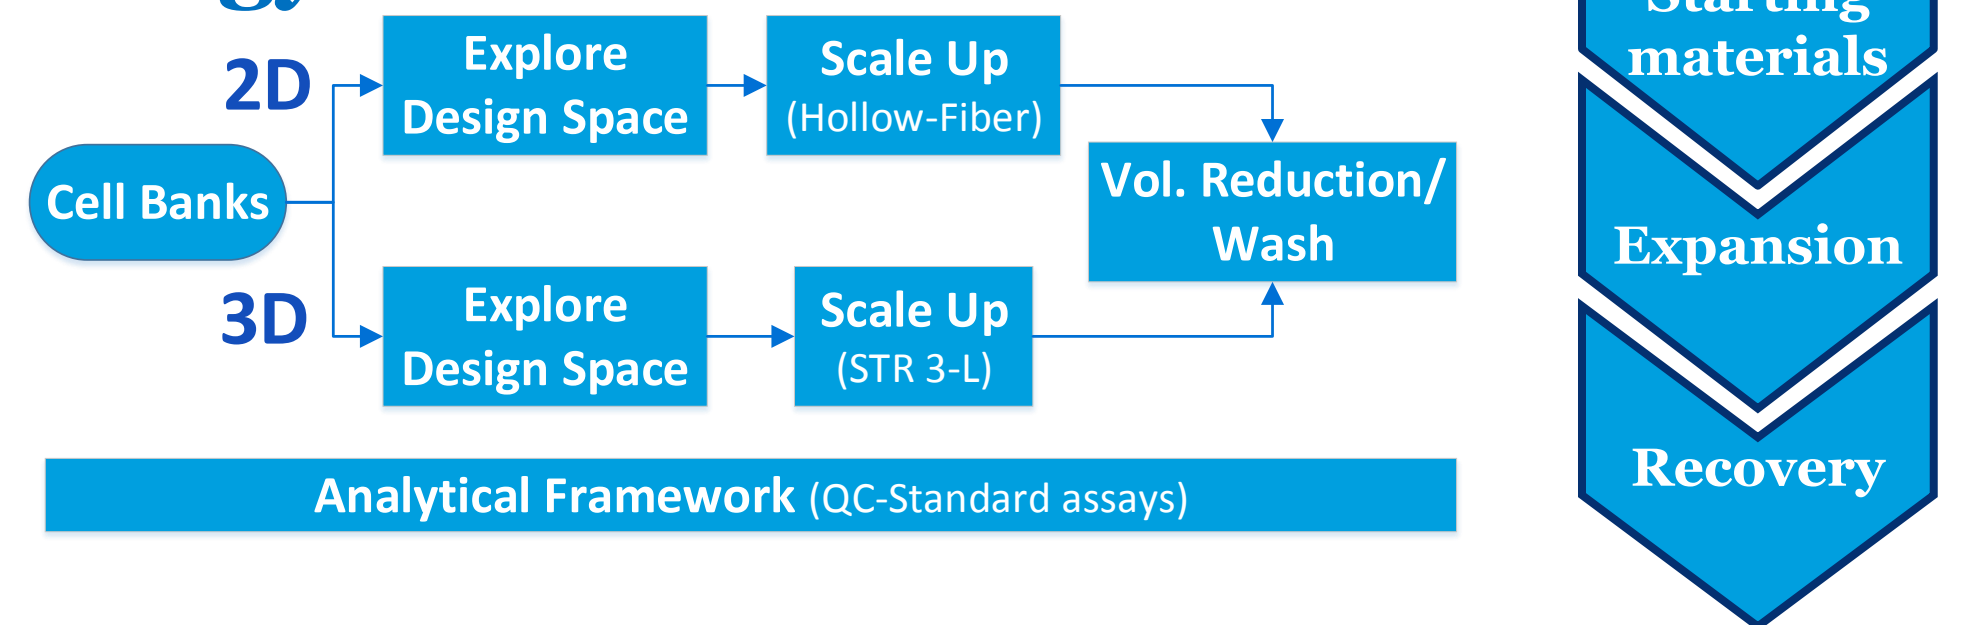 2D
Explore
Design Space
Scale Up
(Hollow-Fiber)
Cell Banks
Vol. Reduction/
Wash
3D
Explore
Design Space
Scale Up
(STR 3-L)
Analytical Framework (QC-Standard assays)
Starting
materials
Expansion
Recovery